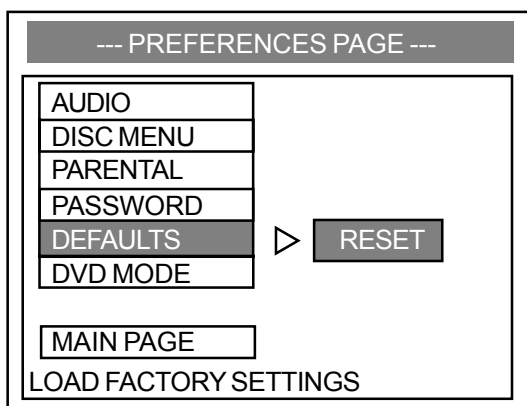 --- PREFERENCES PAGE ---
AUDIO
DISC MENU
PARENTAL
PASSWORD
DEFAULTS RESET
DVD MODE
MAIN PAGE
LOAD FACTORY SETTINGS